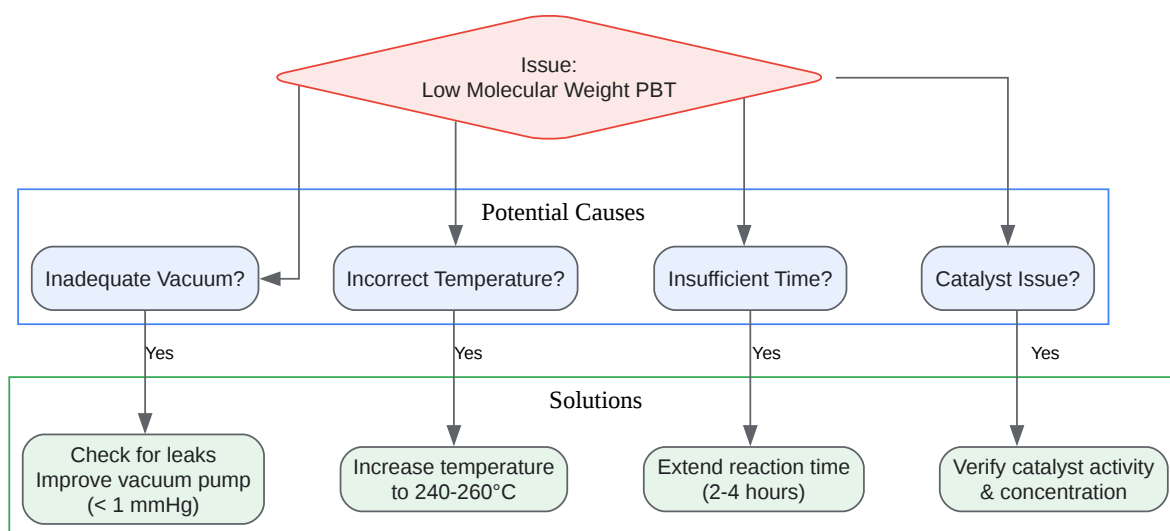 Issue:
Low Molecular Weight PBT
Potential Causes
Inadequate Vacuum?
Incorrect Temperature?
Insufficient Time?
Catalyst Issue?
Yes
Yes
Yes
Yes
Solutions
Check for leaks
Improve vacuum pump
(< 1 mmHg)
Increase temperature
to 240-260°C
Extend reaction time
(2-4 hours)
Verify catalyst activity
& concentration